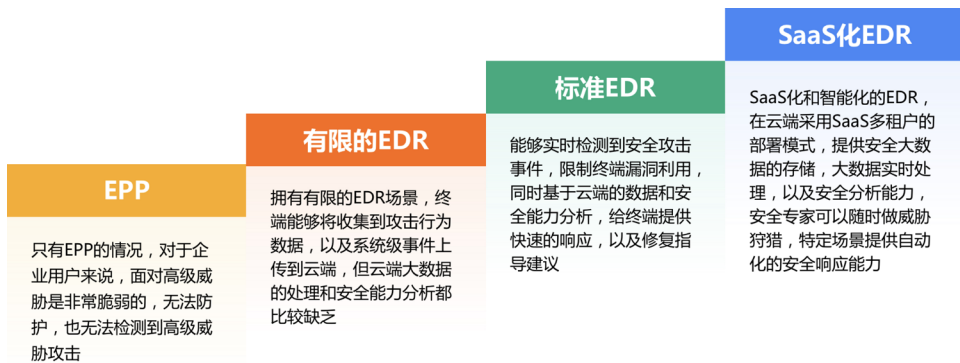 EPP
只有EPP的情况，对于企
业用户来说，面对高级威
胁是非常脆弱的，无法防
护，也无法检测到高级威
胁攻击
有限的EDR
拥有有限的EDR场景，终
端能够将收集到攻击行为
数据，以及系统级事件上
传到云端，但云端大数据
的处理和安全能力分析都
比较缺乏
标准EDR
能够实时检测到安全攻击
事件，限制终端漏洞利用，
同时基于云端的数据和安
全能力分析，给终端提供
快速的响应，以及修复指
导建议
SaaS化EDR
SaaS化和智能化的EDR，
在云端采用SaaS多租户的
部署模式，提供安全大数
据的存储，大数据实时处
理，以及安全分析能力，
安全专家可以随时做威胁
狩猎，特定场景提供自动
化的安全响应能力